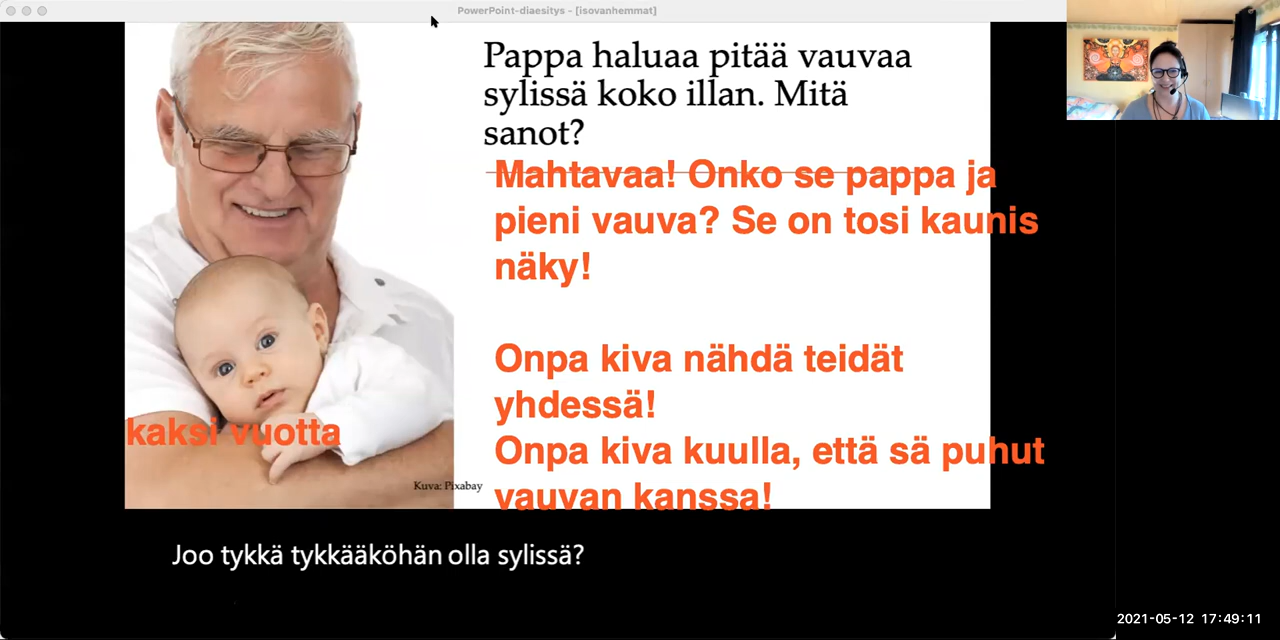 PowerPoint-diaesitys - [isovanhemmat]
Pappa haluaa pitää vauvaa
sylissä koko illan. Mitä
sanot?
Mahtavaa! Onko se pappa ja
pieni vauva? Se on tosi kaunis
näky!
Onpa kiva nähdä teidät
yhdessä!
Onpa kiva kuulla, että sä puhut
vauvan kanssa!
kaksi vuotta
Kuva: Pixabay
Joo tykkä tykkääköhän olla sylissä?
2021-05-12 17:49:11